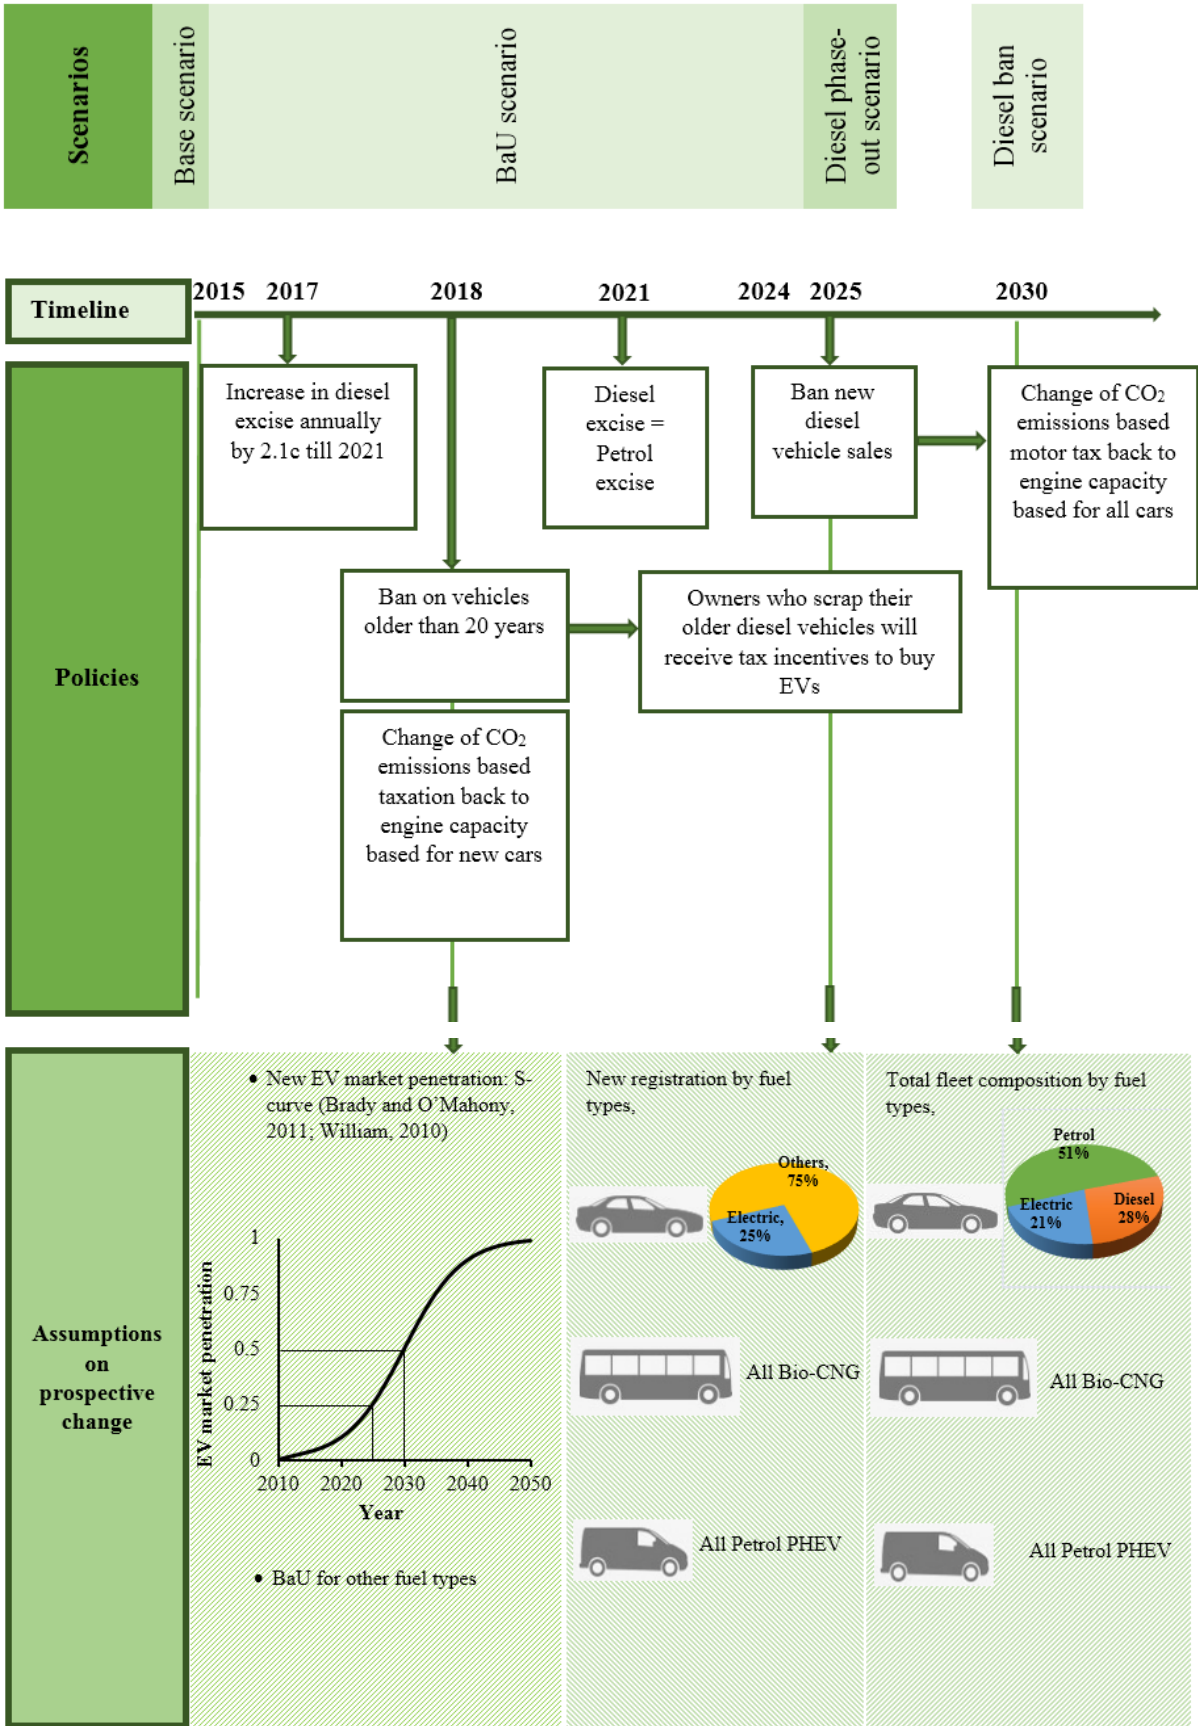 Scenarios
Base scenario
BaU scenario
Diesel phase-
out scenario
Diesel ban
scenario
Timeline
2015 2017 2018 2021 2024 2025 2030
Policies
Increase in diesel
excise annually
by 2.1c till 2021
Diesel
excise =
Petrol
excise
Ban new
diesel
vehicle sales
Change of CO2
emissions based
motor tax back to
engine capacity
based for all cars
Ban on vehicles
older than 20 years
Owners who scrap their
older diesel vehicles will
receive tax incentives to buy
EVs
Change of CO2
emissions based
taxation back to
engine capacity
based for new cars
Assumptions
on
prospective
change
• New EV market penetration: S-
curve (Brady and O’Mahony,
2011; William, 2010)
EV market penetration
1
0.75
0.5
0.25
0
2010 2020 2030 2040 2050
Year
• BaU for other fuel types
New registration by fuel
types,
Others,
75%
Electric,
25%
All Bio-CNG
All Petrol PHEV
Total fleet composition by fuel
types,
Petrol
51%
Electric
21%
Diesel
28%
All Bio-CNG
All Petrol PHEV